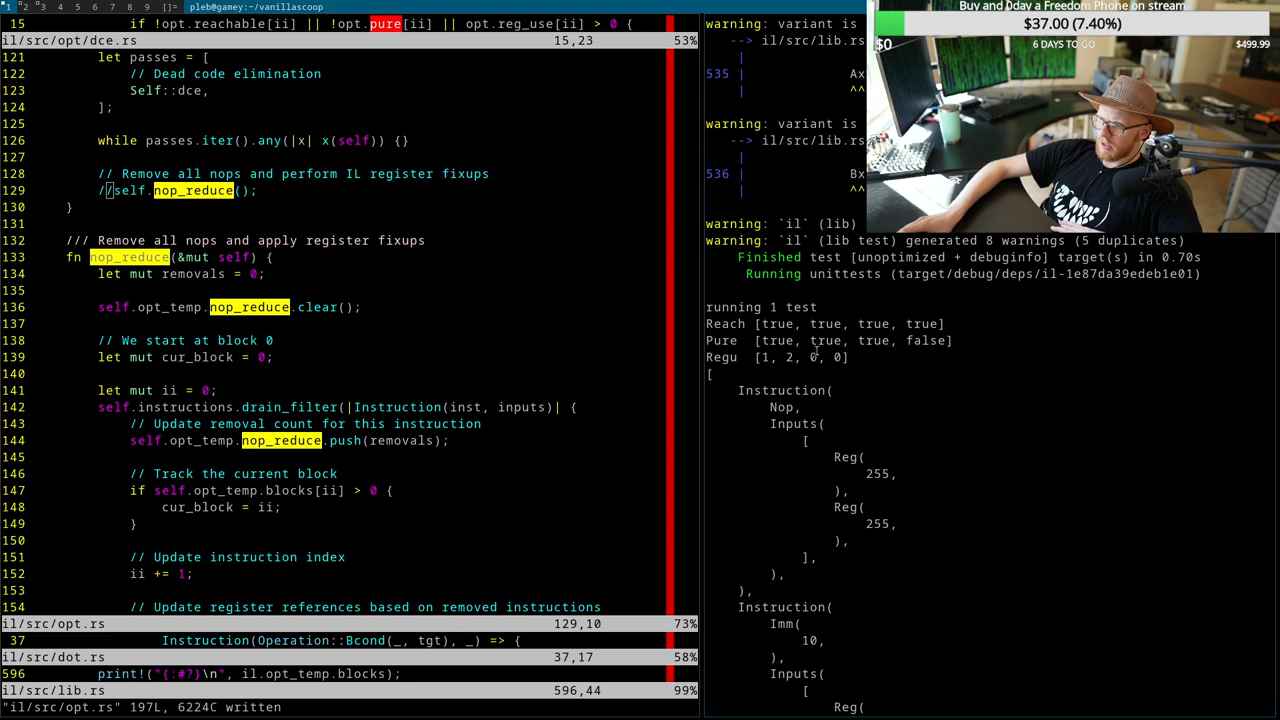 1 2 3 4 5 6 7 8 9 pleb@gamey:~/vanillascoop
15 if !opt.reachable[ii] || !opt.pure[ii] || opt.reg_use[ii] > 0 {
il/src/opt/dce.rs 15,23 53%
121 let passes = [
122 // Dead code elimination
123 Self::dce,
124 ];
125
126 while passes.iter().any(|x| x(self)) {}
127
128 // Remove all nops and perform IL register fixups
129 //self.nop_reduce();
130 }
131
132 /// Remove all nops and apply register fixups
133 fn nop_reduce(&mut self) {
134 let mut removals = 0;
135
136 self.opt_temp.nop_reduce.clear();
137
138 // We start at block 0
139 let mut cur_block = 0;
140
141 let mut ii = 0;
142 self.instructions.drain_filter(|Instruction(inst, inputs)| {
143 // Update removal count for this instruction
144 self.opt_temp.nop_reduce.push(removals);
145
146 // Track the current block
147 if self.opt_temp.blocks[ii] > 0 {
148 cur_block = ii;
149 }
150
151 // Update instruction index
152 ii += 1;
153
154 // Update register references based on removed instructions
il/src/opt.rs 129,10 73%
37 Instruction(Operation::Bcond(_, tgt), _) => {
il/src/dot.rs 37,17 58%
596 print!("{:#?}\n", il.opt_temp.blocks);
il/src/lib.rs 596,44 99%
"il/src/opt.rs" 197L, 6224C written
warning: variant is
--> il/src/lib.rs
|
535 | Ax
| ^^
warning: variant is
--> il/src/lib.rs
|
536 | Bx
| ^^
warning: `il` (lib)
warning: `il` (lib test) generated 8 warnings (5 duplicates)
Finished test [unoptimized + debuginfo] target(s) in 0.70s
Running unittests (target/debug/deps/il-1e87da39edeb1e01)
running 1 test
Reach [true, true, true, true]
Pure [true, true, true, false]
Regu [1, 2, 0, 0]
[
Instruction(
Nop,
Inputs(
[
Reg(
255,
),
Reg(
255,
),
],
),
),
Instruction(
Imm(
10,
),
Inputs(
[
Reg(
Buy and Dday a Freedom Phone on stream
$37.00 (7.40%)
$0 6 DAYS TO GO $499.99